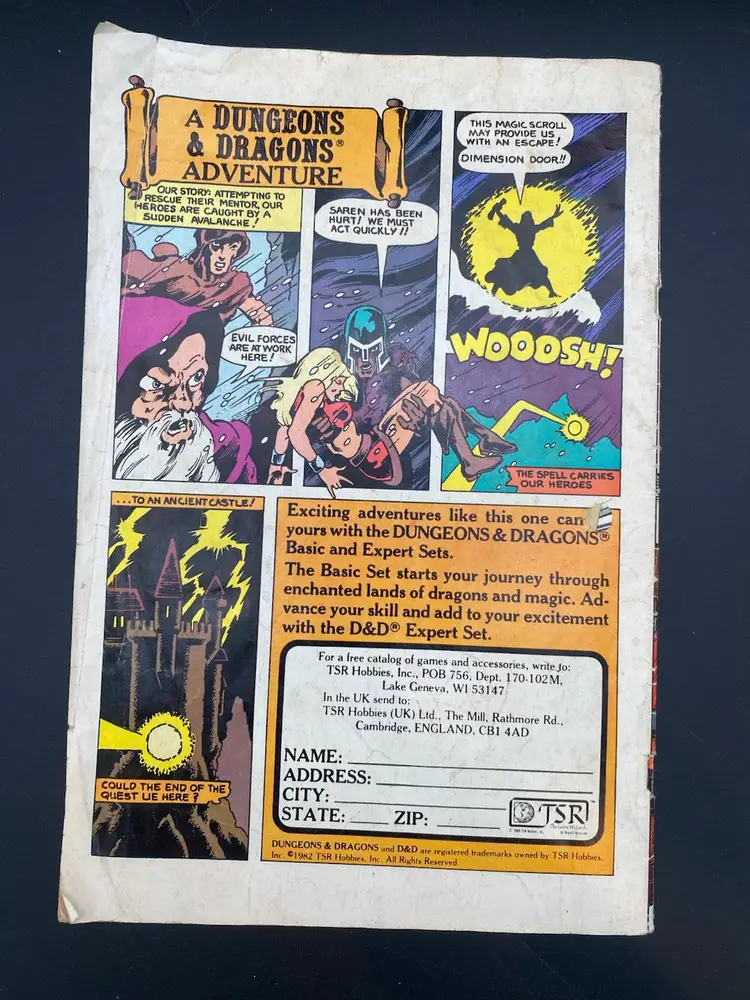 A DUNGEONS
& DRAGONS®
ADVENTURE
OUR STORY: ATTEMPTING TO
RESCUE THEIR MENTOR, OUR
HEROES ARE CAUGHT BY A
SUDDEN AVALANCHE!
EVIL FORCES
ARE AT WORK
HERE!
SAREN HAS BEEN
HURT! WE MUST
ACT QUICKLY!!
THIS MAGIC SCROLL
MAY PROVIDE US
WITH AN ESCAPE!
DIMENSION DOOR!!
WOOOSH!
THE SPELL CARRIES
OUR HEROES
...TO AN ANCIENT CASTLE!
COULD THE END OF THE
QUEST LIE HERE?
Exciting adventures like this one can
yours with the DUNGEONS & DRAGONS®
Basic and Expert Sets.
The Basic Set starts your journey through
enchanted lands of dragons and magic. Ad-
vance your skill and add to your excitement
with the D&D® Expert Set.
For a free catalog of games and accessories, write to:
TSR Hobbies, Inc., POB 756, Dept. 170-102M,
Lake Geneva, WI 53147
In the UK send to:
TSR Hobbies (UK) Ltd., The Mill, Rathmore Rd.,
Cambridge, ENGLAND, CB1 4AD
NAME:
ADDRESS:
CITY:
STATE: ZIP:
TSR
DUNGEONS & DRAGONS and D&D are registered trademarks owned by TSR Hobbies,
Inc. ©1982 TSR Hobbies, Inc. All Rights Reserved.